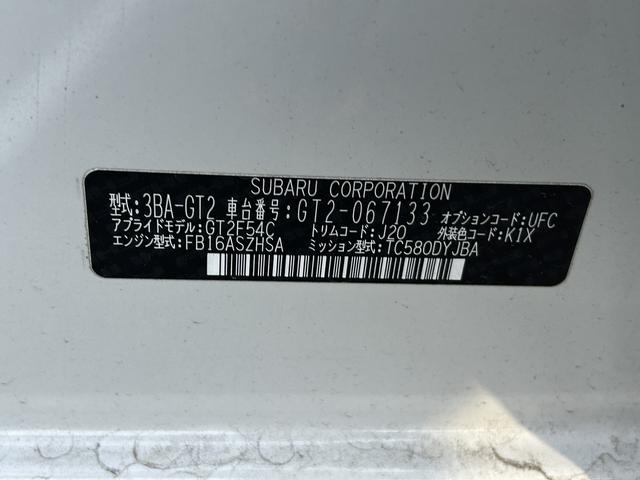 SUBARU CORPORATION
型式:3BA-GT2 車台番号:GT2-067133 オプションコード:UFC
アプライドモデル:GT2E54C トリムコード:J20 外装色コード:K1X
エンジン型式:FB16ASZHSA ミッション型式:TC580DYJBA